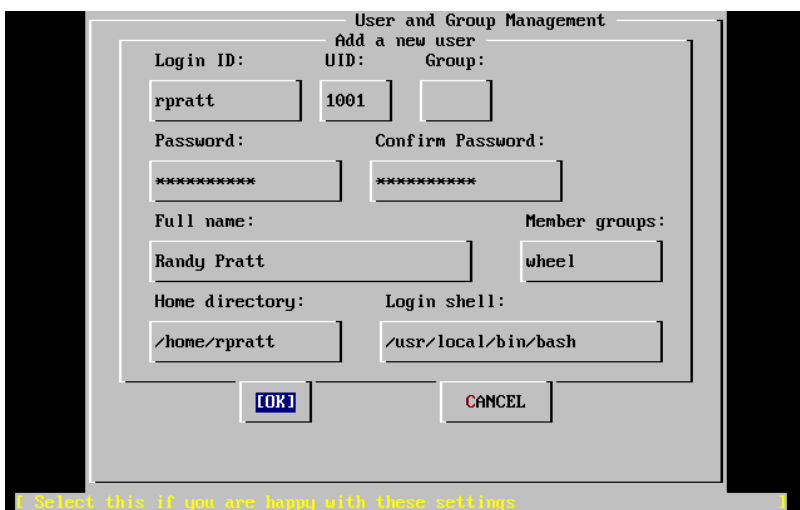 User and Group Management
Add a new user
Login ID: UID: Group:
rpratt 1001
Password: Confirm Password:
********** **********
Full name: Member groups:
Randy Pratt wheel
Home directory: Login shell:
/home/rpratt /usr/local/bin/bash
[OK] CANCEL
[ Select this if you are happy with these settings ]